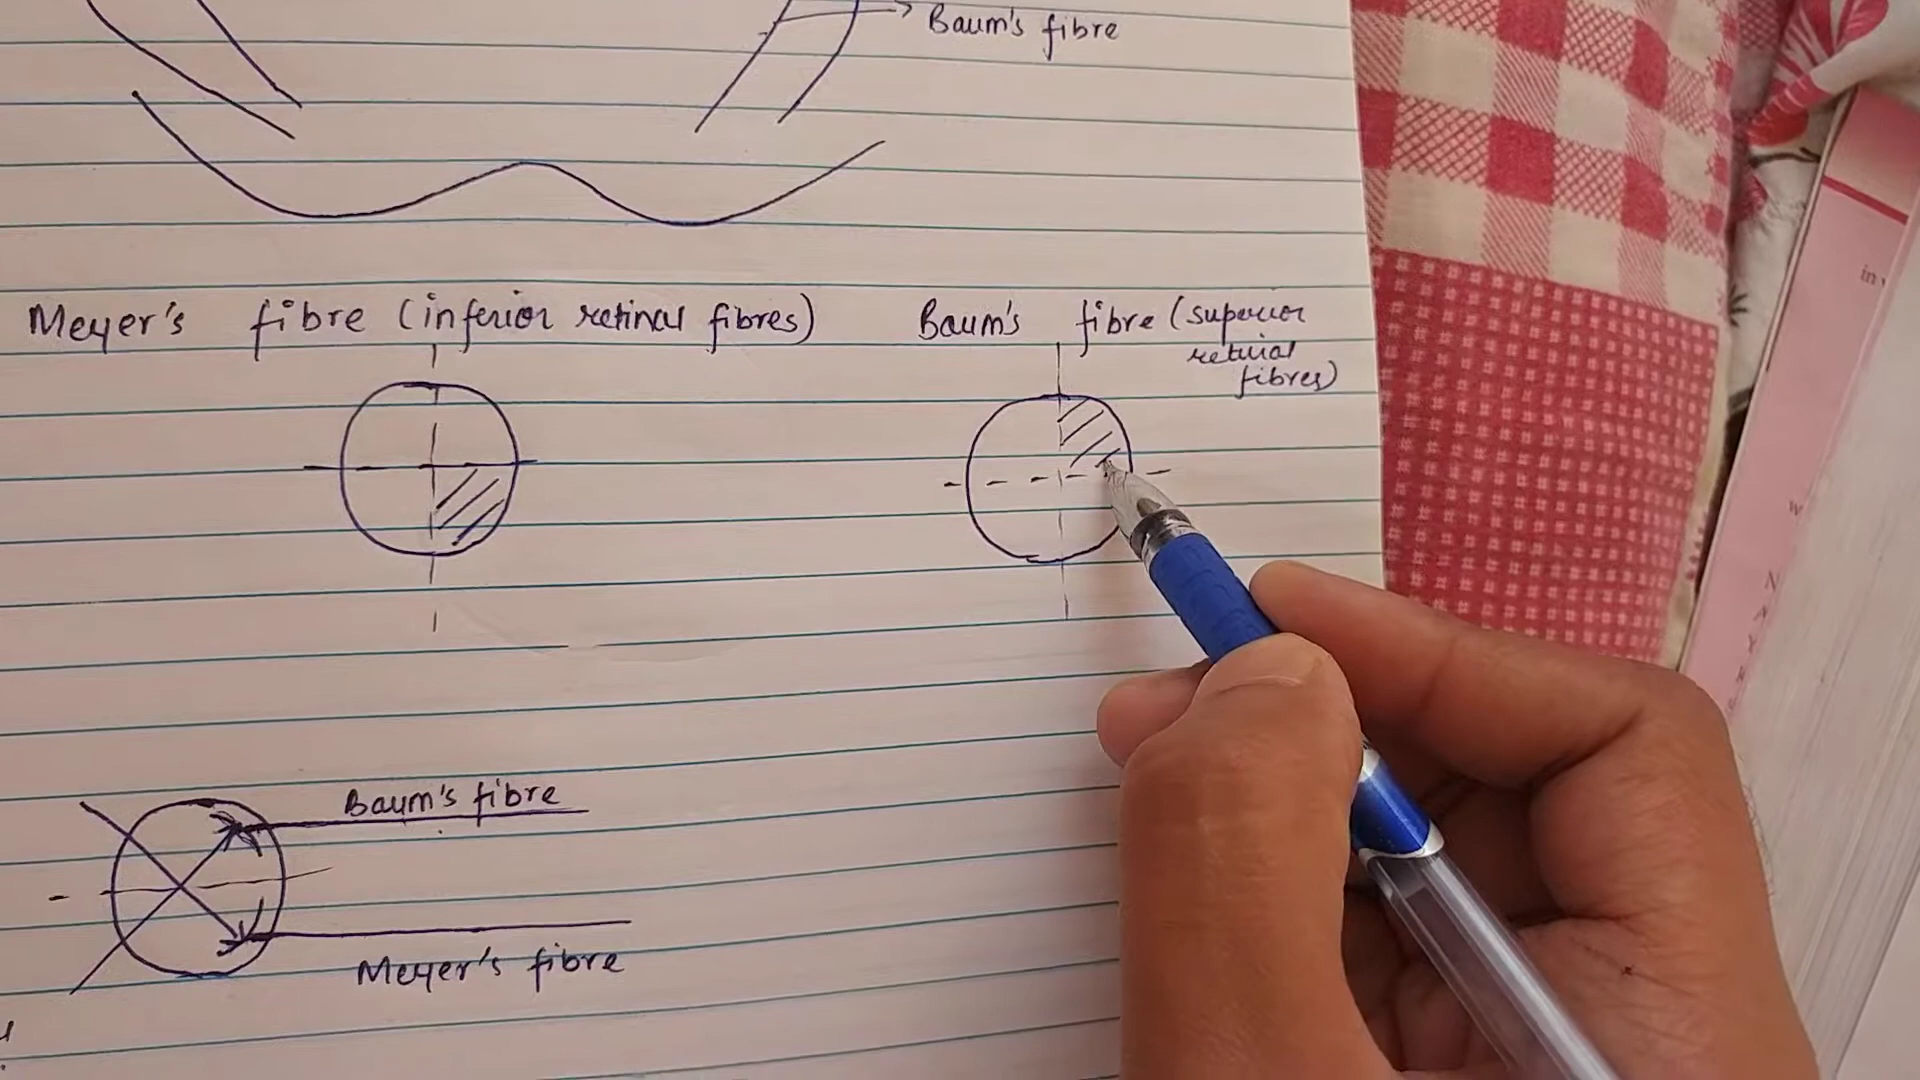 Baum's fibre
Meyer's fibre (inferior retinal fibres)
Baum's fibre (superior
retinal
fibres)
Baum's fibre
Meyer's fibre